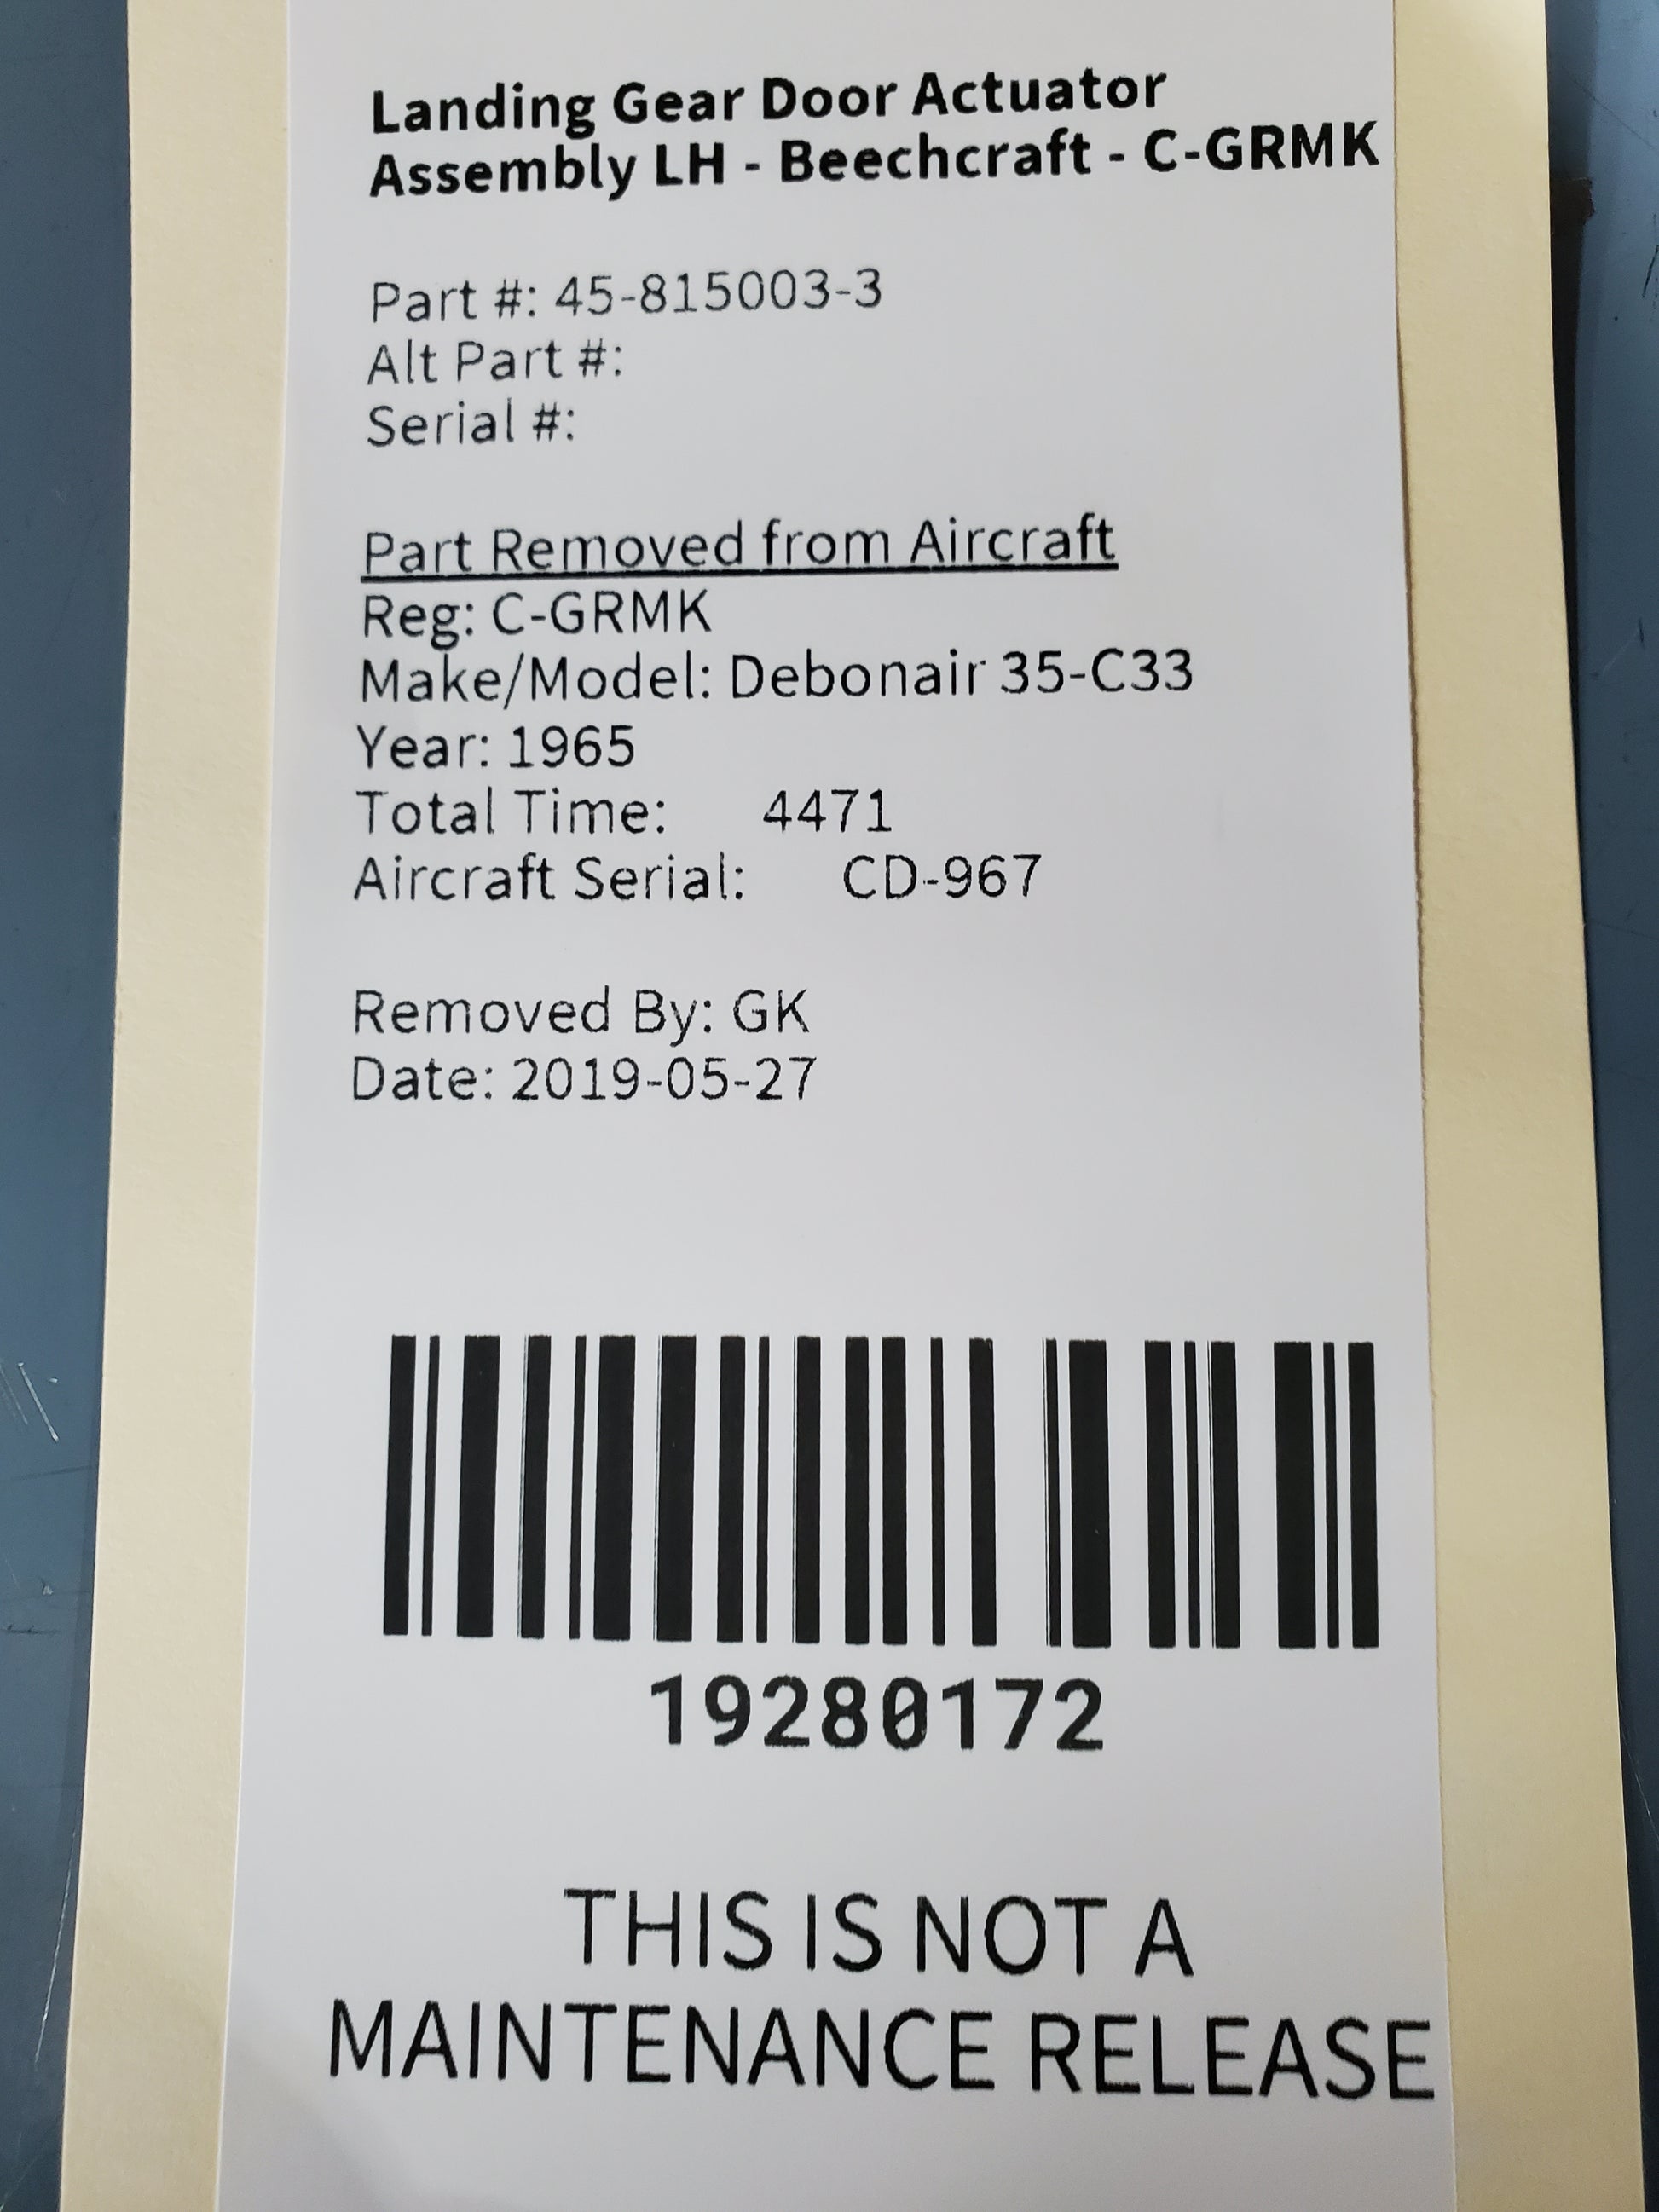 Landing Gear Door Actuator
Assembly LH - Beechcraft - C-GRMK
Part #: 45-815003-3
Alt Part #:
Serial #:
Part Removed from Aircraft
Reg: C-GRMK
Make/Model: Debonair 35-C33
Year: 1965
Total Time: 4471
Aircraft Serial: CD-967
Removed By: GK
Date: 2019-05-27
19280172
THIS IS NOT A
MAINTENANCE RELEASE